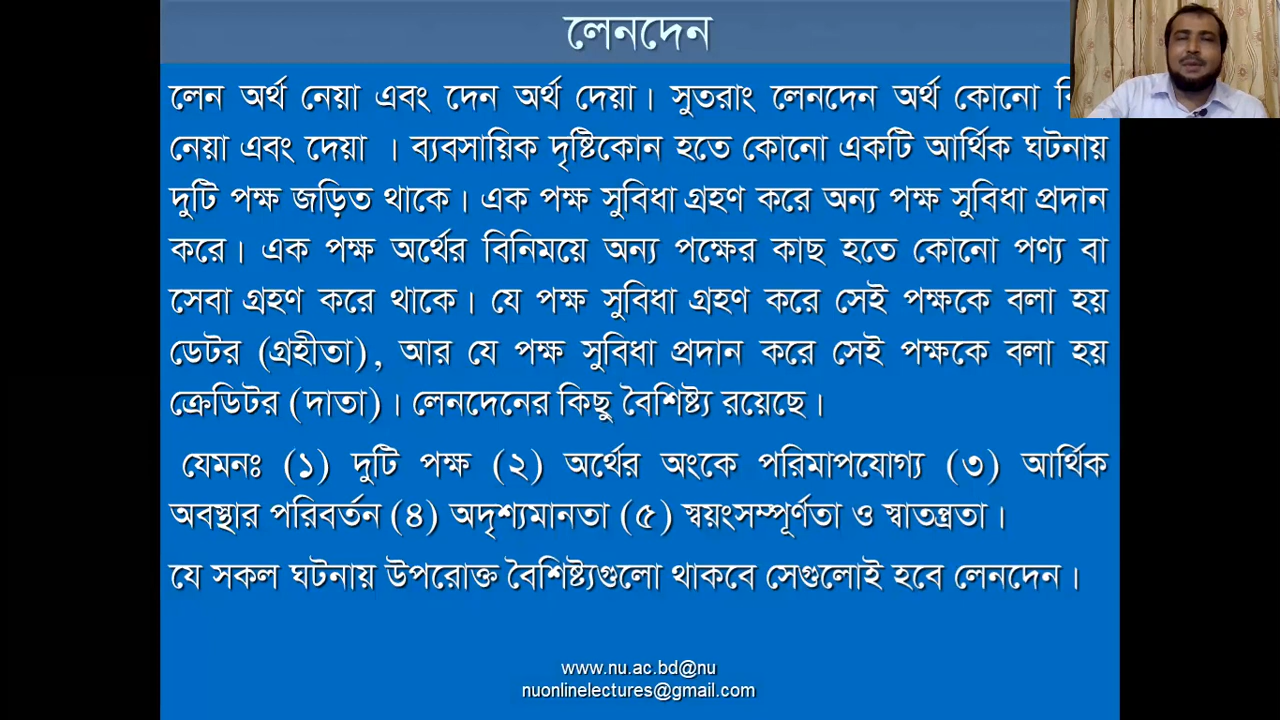 লেনদেন
লেন অর্থ নেয়া এবং দেন অর্থ দেয়া। সুতরাং লেনদেন অর্থ কোনো
নেয়া এবং দেয়া । ব্যবসায়িক দৃষ্টিকোন হতে কোনো একটি আর্থিক ঘটনায়
দুটি পক্ষ জড়িত থাকে। এক পক্ষ সুবিধা গ্রহণ করে অন্য পক্ষ সুবিধা প্রদান
করে। এক পক্ষ অর্থের বিনিময়ে অন্য পক্ষের কাছ হতে কোনো পণ্য বা
সেবা গ্রহণ করে থাকে। যে পক্ষ সুবিধা গ্রহণ করে সেই পক্ষকে বলা হয়
ডেটর (গ্রহীতা), আর যে পক্ষ সুবিধা প্রদান করে সেই পক্ষকে বলা হয়
ক্রেডিটর (দাতা)। লেনদেনের কিছু বৈশিষ্ট্য রয়েছে।
যেমনঃ (১) দুটি পক্ষ (২) অর্থের অংকে পরিমাপযোগ্য (৩) আর্থিক
অবস্থার পরিবর্তন (৪) অদৃশ্যমানতা (৫) স্বয়ংসম্পূর্ণতা ও স্বাতন্ত্রতা।
যে সকল ঘটনায় উপরোক্ত বৈশিষ্ট্যগুলো থাকবে সেগুলোই হবে লেনদেন।
www.nu.ac.bd@nu
nuonlinelectures@gmail.com